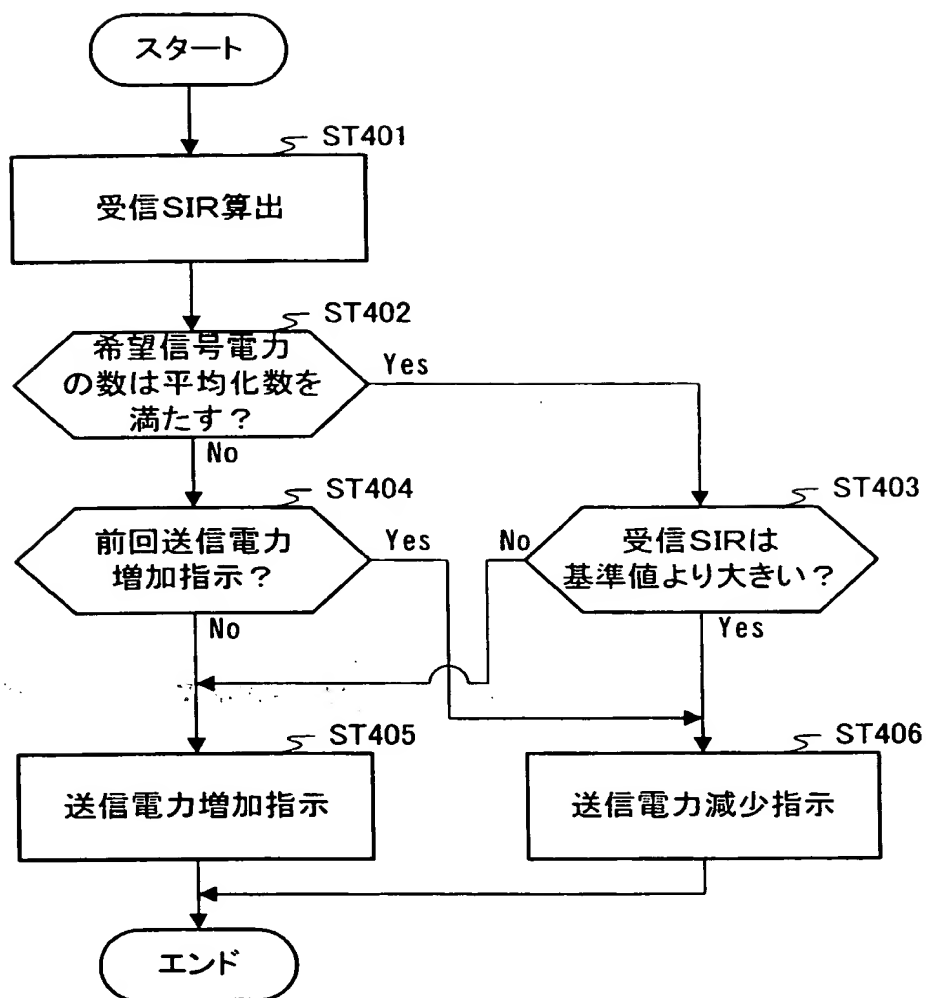 スタート
ST401
受信SIR算出
ST402
希望信号電力
の数は平均化数を
満たす?
Yes
No
ST404
前回送信電力
増加指示?
Yes
No
ST403
受信SIRは
基準値より大きい?
No
Yes
ST405
送信電力増加指示
ST406
送信電力減少指示
エンド